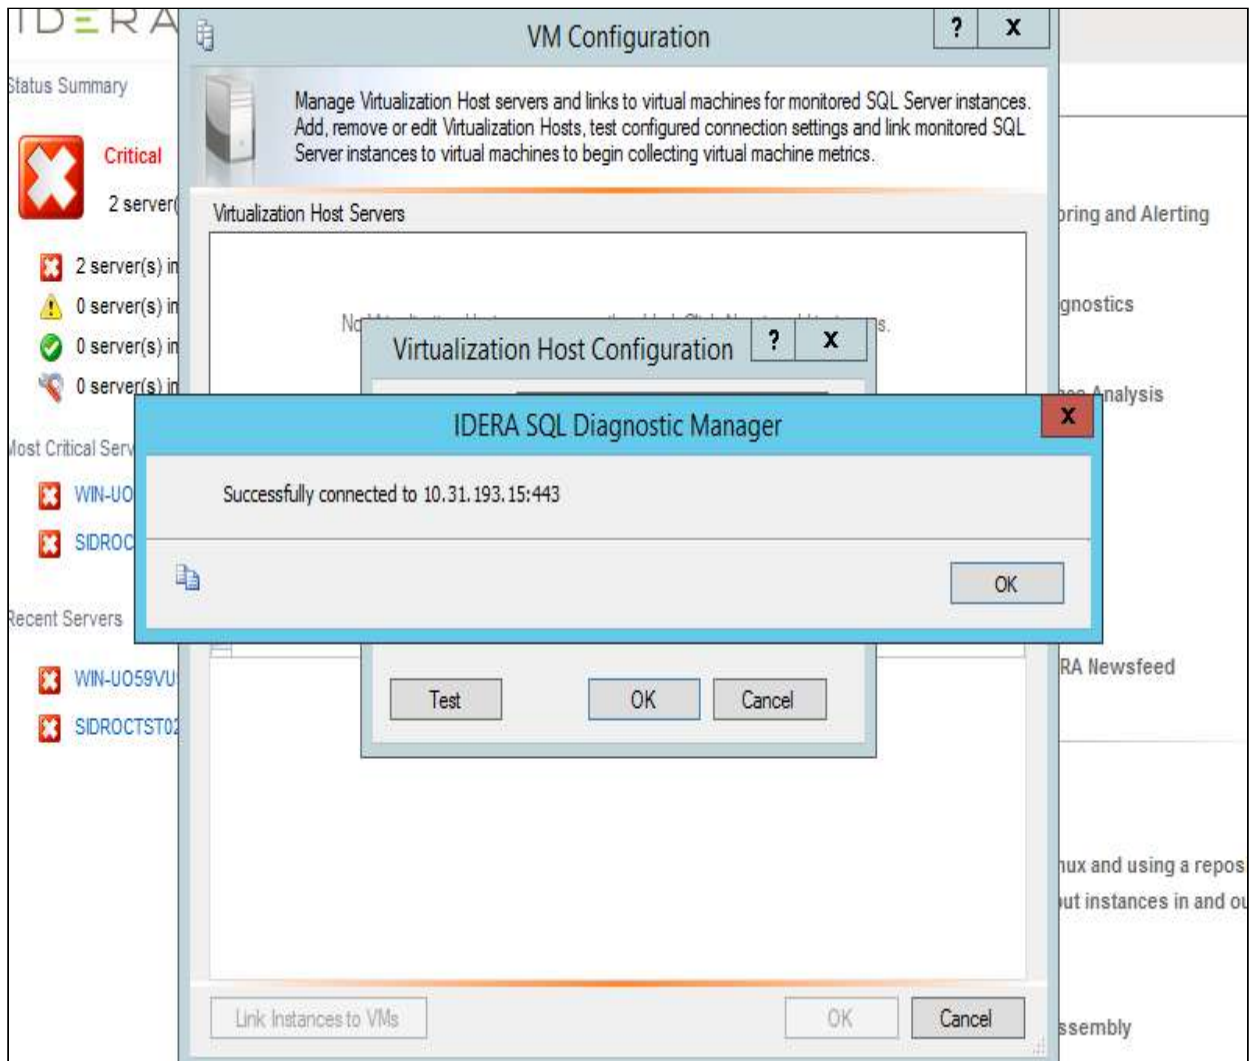 IDERA
VM Configuration
? X
Status Summary
Manage Virtualization Host servers and links to virtual machines for monitored SQL Server instances.
Add, remove or edit Virtualization Hosts, test configured connection settings and link monitored SQL
Server instances to virtual machines to begin collecting virtual machine metrics.
Critical
2 server(
Virtualization Host Servers
oring and Alerting
2 server(s) in
0 server(s) in
gnostics
0 server(s) in
No
s.
Virtualization Host Configuration
? X
0 server(s) in
Analysis
IDERA SQL Diagnostic Manager
X
Most Critical Serv
WIN-UO
Successfully connected to 10.31.193.15:443
SIDROC
OK
Recent Servers
WIN-UO59VU
RA Newsfeed
Test
OK
Cancel
SIDROCTST02
nux and using a repos
out instances in and ou
Link Instances to VMs
OK
Cancel
ssembly